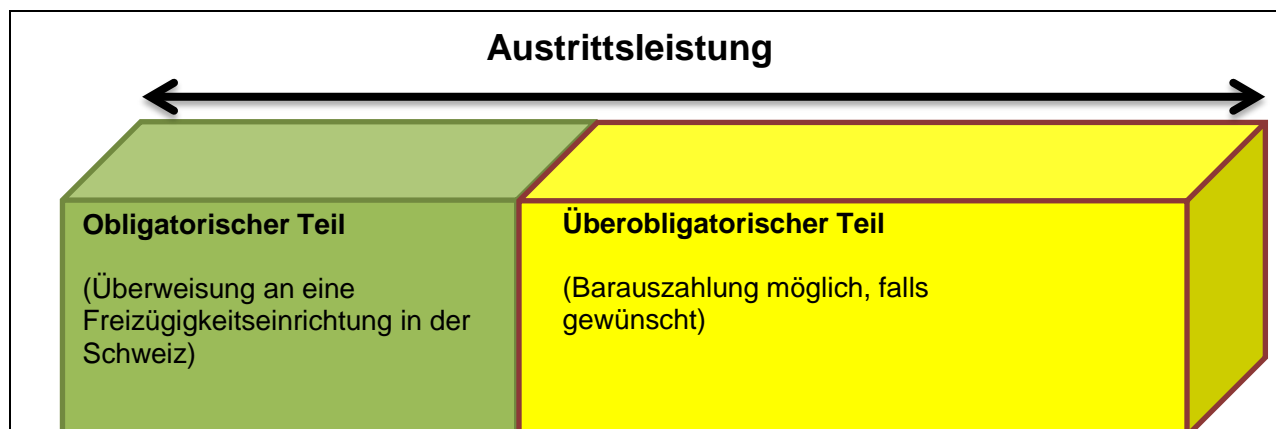 Austrittsleistung
Obligatorischer Teil
(Überweisung an eine
Freizügigkeitseinrichtung in der
Schweiz)
Überobligatorischer Teil
(Barauszahlung möglich, falls
gewünscht)